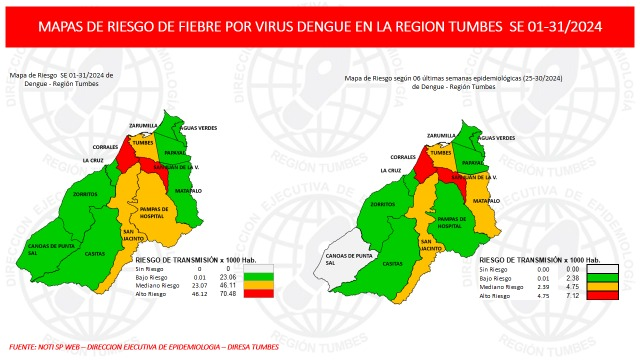 MAPAS DE RIESGO DE FIEBRE POR VIRUS DENGUE EN LA REGION TUMBES SE 01-31/2024
Mapa de Riesgo SE 01-31/2024 de
Dengue - Región Tumbes
ZARUMILLA
AGUAS VERDES
TUMBES
CORRALES
PAPAYAL
LA CRUZ
SAN JUAN DE LA V.
ZORRITOS
MATAPALO
PAMPAS DE
HOSPITAL
SAN
JACINTO
CANOAS DE PUNTA
SAL
CASITAS
RIESGO DE TRANSMISIÓN x 1000 Hab.
Sin Riesgo 0 0
Bajo Riesgo 0.01 23.06
Mediano Riesgo 23.07 46.11
Alto Riesgo 46.12 70.48
Mapa de Riesgo según 06 últimas semanas epidemiológicas (25-30/2024)
de Dengue - Región Tumbes
ZARUMILLA
AGUAS VERDES
TUMBES
CORRALES
PAPAYAL
LA CRUZ
SAN JUAN DE LA V.
ZORRITOS
MATAPALO
PAMPAS DE
HOSPITAL
SAN
JACINTO
CANOAS DE PUNTA
SAL
CASITAS
RIESGO DE TRANSMISIÓN x 1000 Hab.
Sin Riesgo 0.00 0.00
Bajo Riesgo 0.01 2.38
Mediano Riesgo 2.39 4.75
Alto Riesgo 4.75 7.12
FUENTE: NOTI SP WEB – DIRECCION EJECUTIVA DE EPIDEMIOLOGIA – DIRESA TUMBES
REGIÓN TUMBES
REGIÓN TUMBES